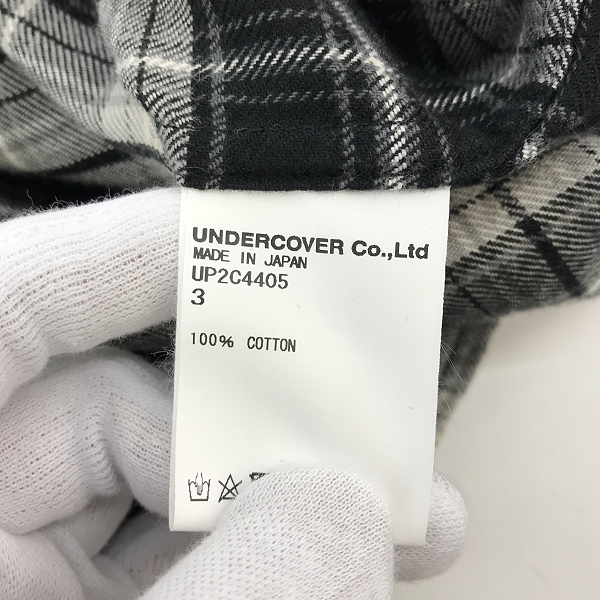 UNDERCOVER Co.,Ltd
MADE IN JAPAN
UP2C4405
3
100% COTTON